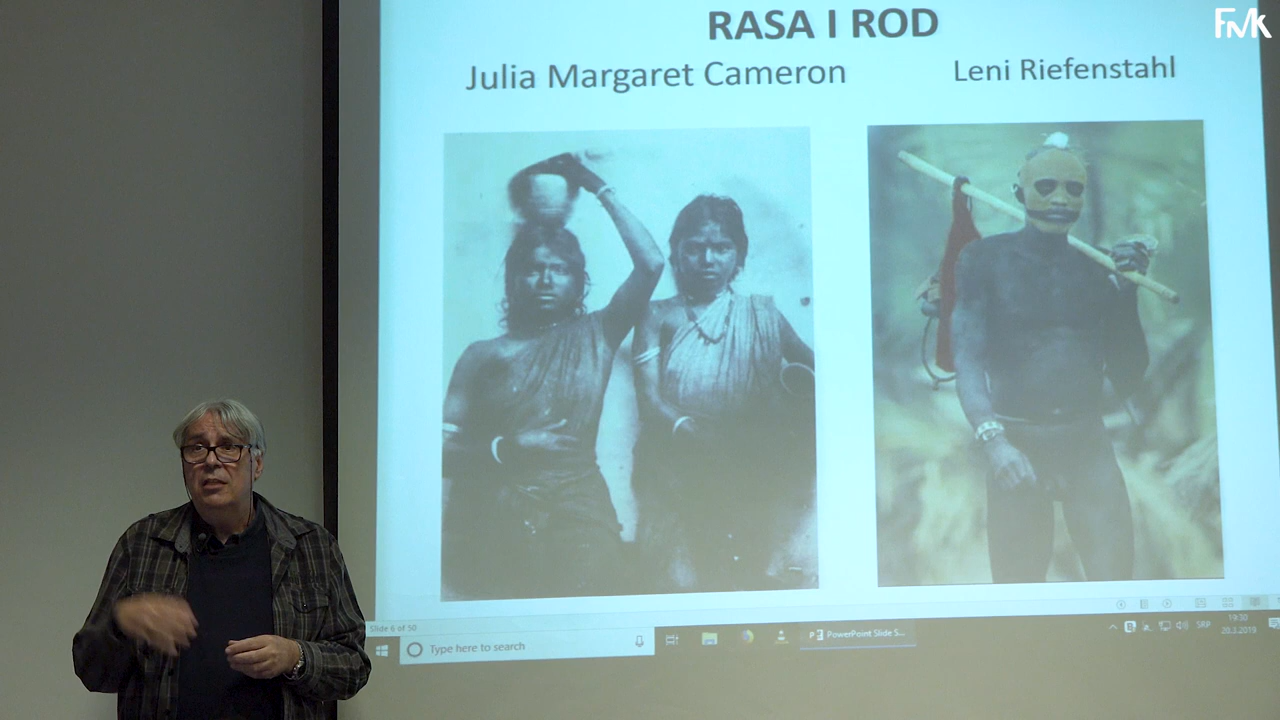 FMK
RASA I ROD
Julia Margaret Cameron
Leni Riefenstahl
Slide 6 of 50
Type here to search
PowerPoint Slide S...
SRP
19:30
20.3.2019